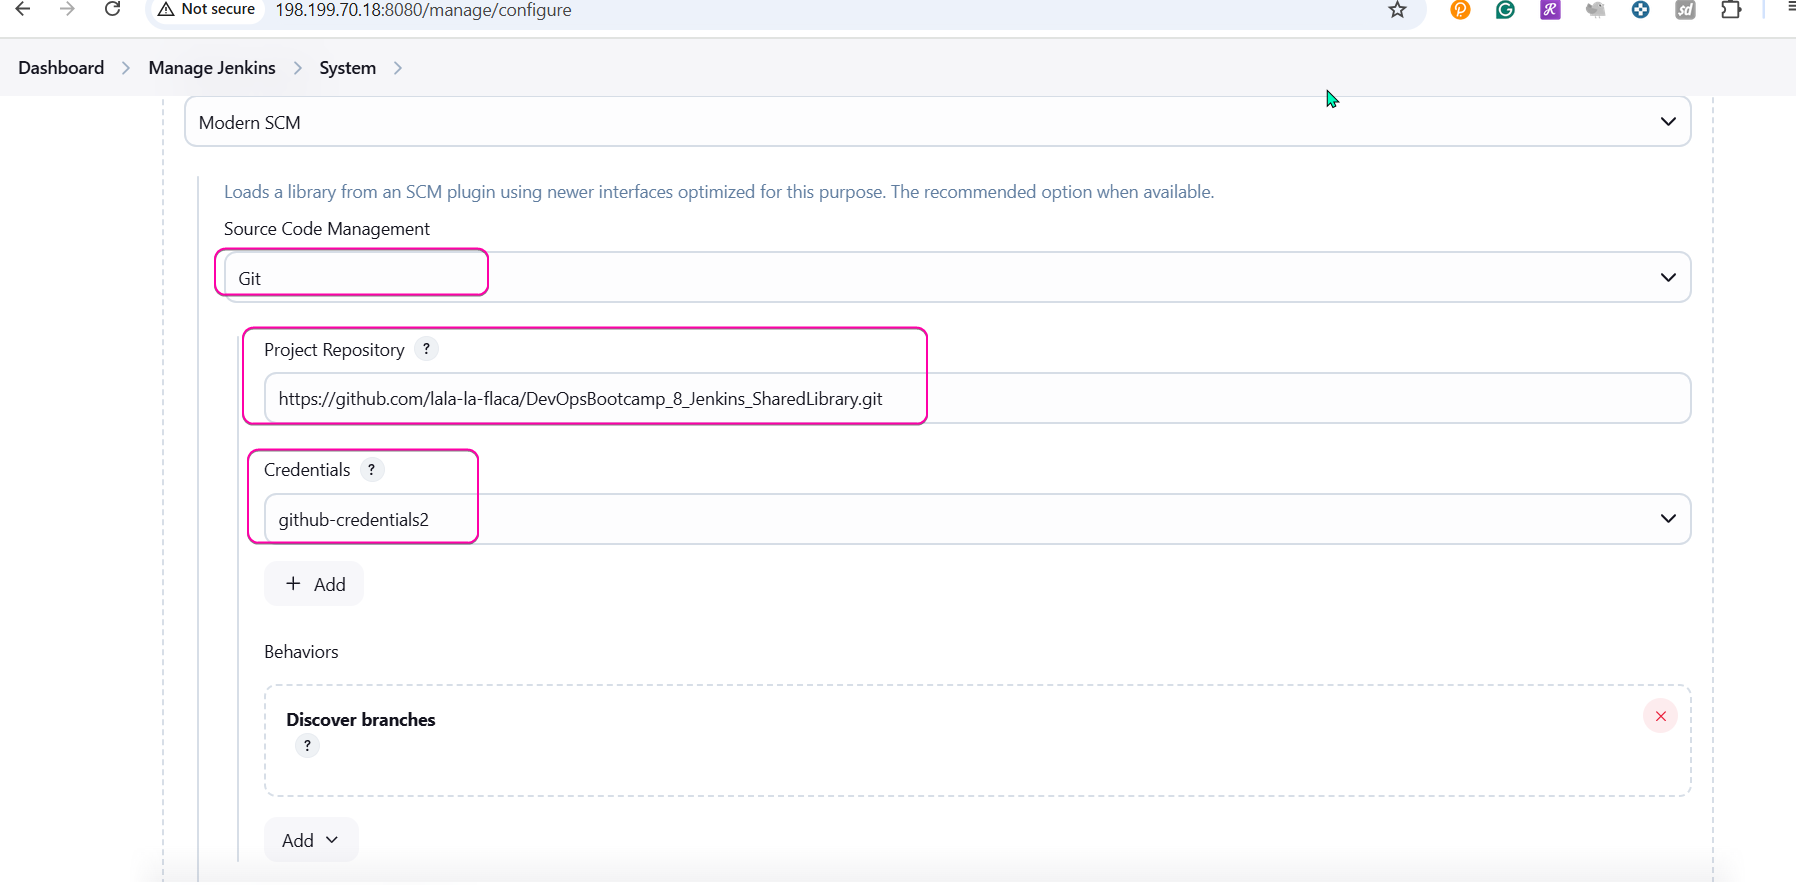 Not secure 198.199.70.18:8080/manage/configure
Dashboard Manage Jenkins System
Modern SCM
Loads a library from an SCM plugin using newer interfaces optimized for this purpose. The recommended option when available.
Source Code Management
Git
Project Repository ?
https://github.com/lala-la-flaca/DevOpsBootcamp_8_Jenkins_SharedLibrary.git
Credentials ?
github-credentials2
+ Add
Behaviors
Discover branches
?
Add